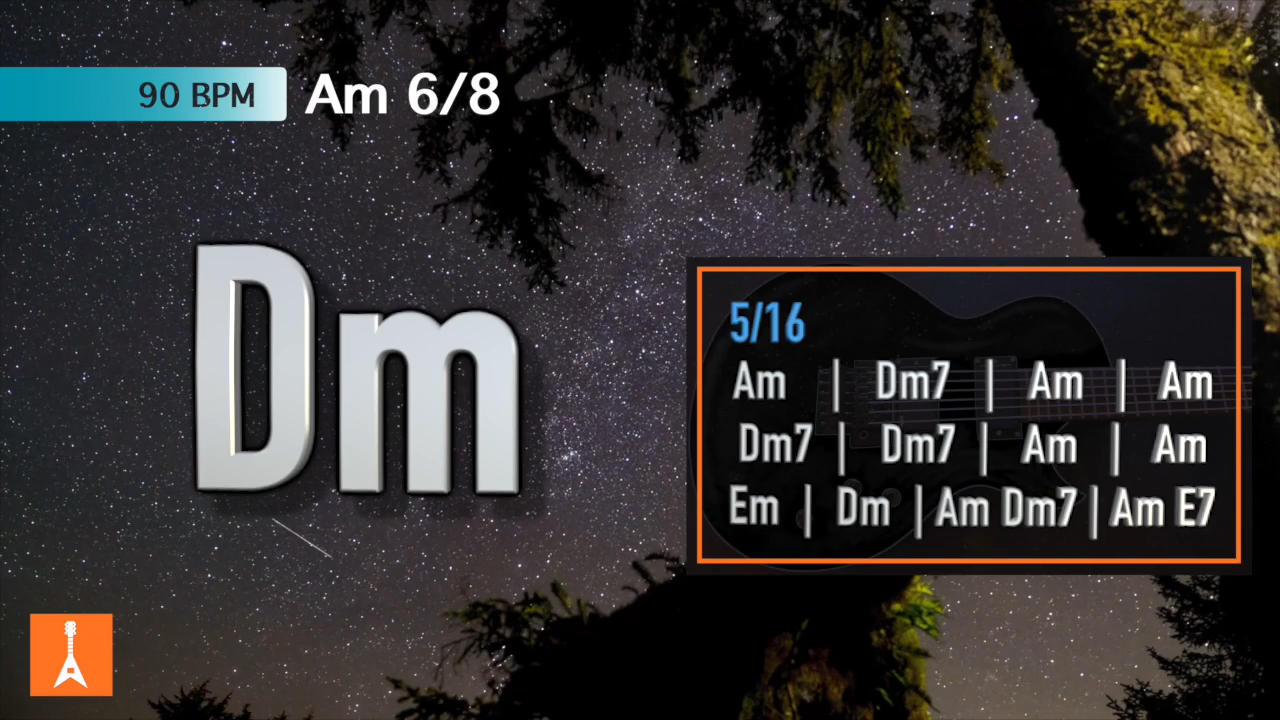 90 BPM Am 6/8
Dm
5/16
Am | Dm7 | Am | Am
Dm7 | Dm7 | Am | Am
Em | Dm | Am Dm7 | Am E7